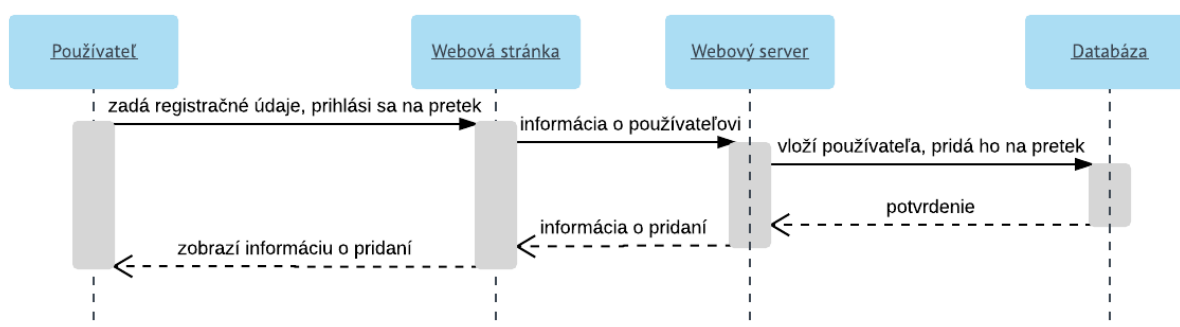 Používateľ
Webová stránka
Webový server
Databáza
zadá registračné údaje, prihlási sa na pretek
informácia o používateľovi
vloží používateľa, pridá ho na pretek
potvrdenie
informácia o pridaní
zobrazí informáciu o pridaní